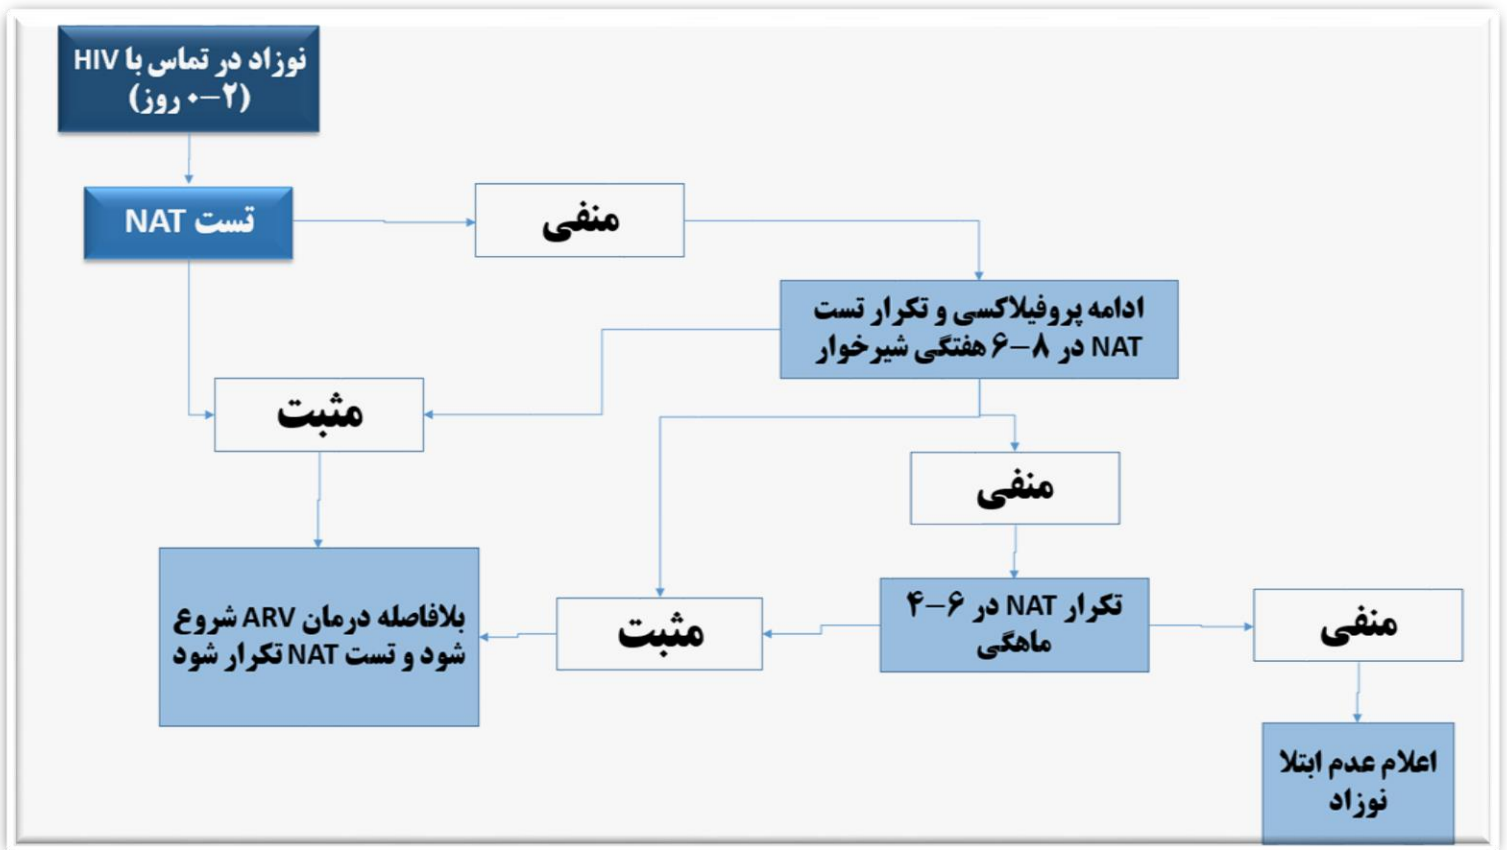 نوزاد در تماس با HIV
(۰–۲ روز)
تست NAT
منفی
ادامه پروفیلاکسی و تکرار تست
NAT در ۸–۶ هفتگی شیرخوار
مثبت
منفی
بلافاصله درمان ARV شروع
شود و تست NAT تکرار شود
مثبت
تکرار NAT در ۶–۴
ماهگی
منفی
اعلام عدم ابتلا
نوزاد